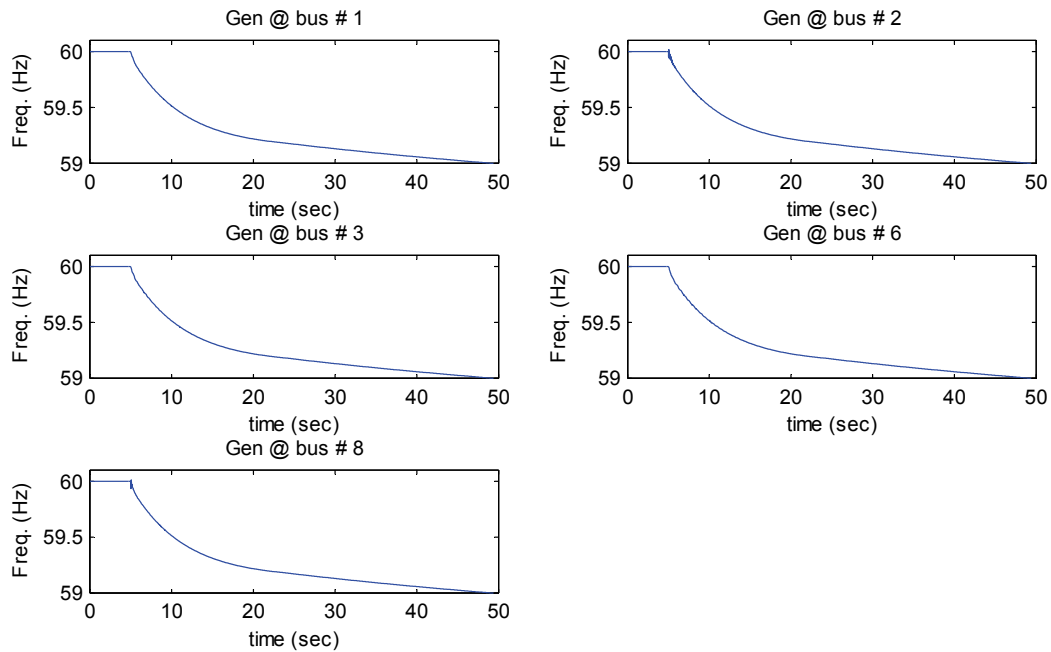 Gen @ bus # 1
Freq. (Hz)
60
59.5
59
0 10 20 30 40 50
time (sec)
Gen @ bus # 2
Freq. (Hz)
60
59.5
59
0 10 20 30 40 50
time (sec)
Gen @ bus # 3
Freq. (Hz)
60
59.5
59
0 10 20 30 40 50
time (sec)
Gen @ bus # 6
Freq. (Hz)
60
59.5
59
0 10 20 30 40 50
time (sec)
Gen @ bus # 8
Freq. (Hz)
60
59.5
59
0 10 20 30 40 50
time (sec)